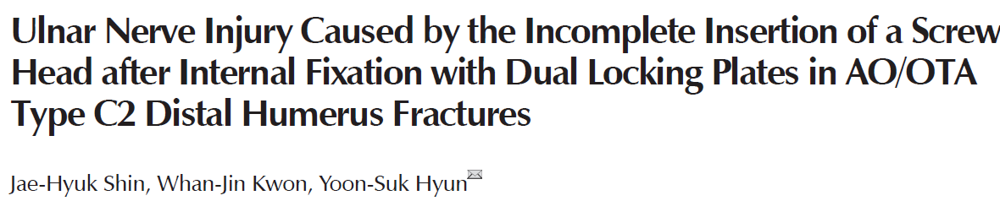 Ulnar Nerve Injury Caused by the Incomplete Insertion of a Screw
Head after Internal Fixation with Dual Locking Plates in AO/OTA
Type C2 Distal Humerus Fractures
Jae-Hyuk Shin, Whan-Jin Kwon, Yoon-Suk Hyun